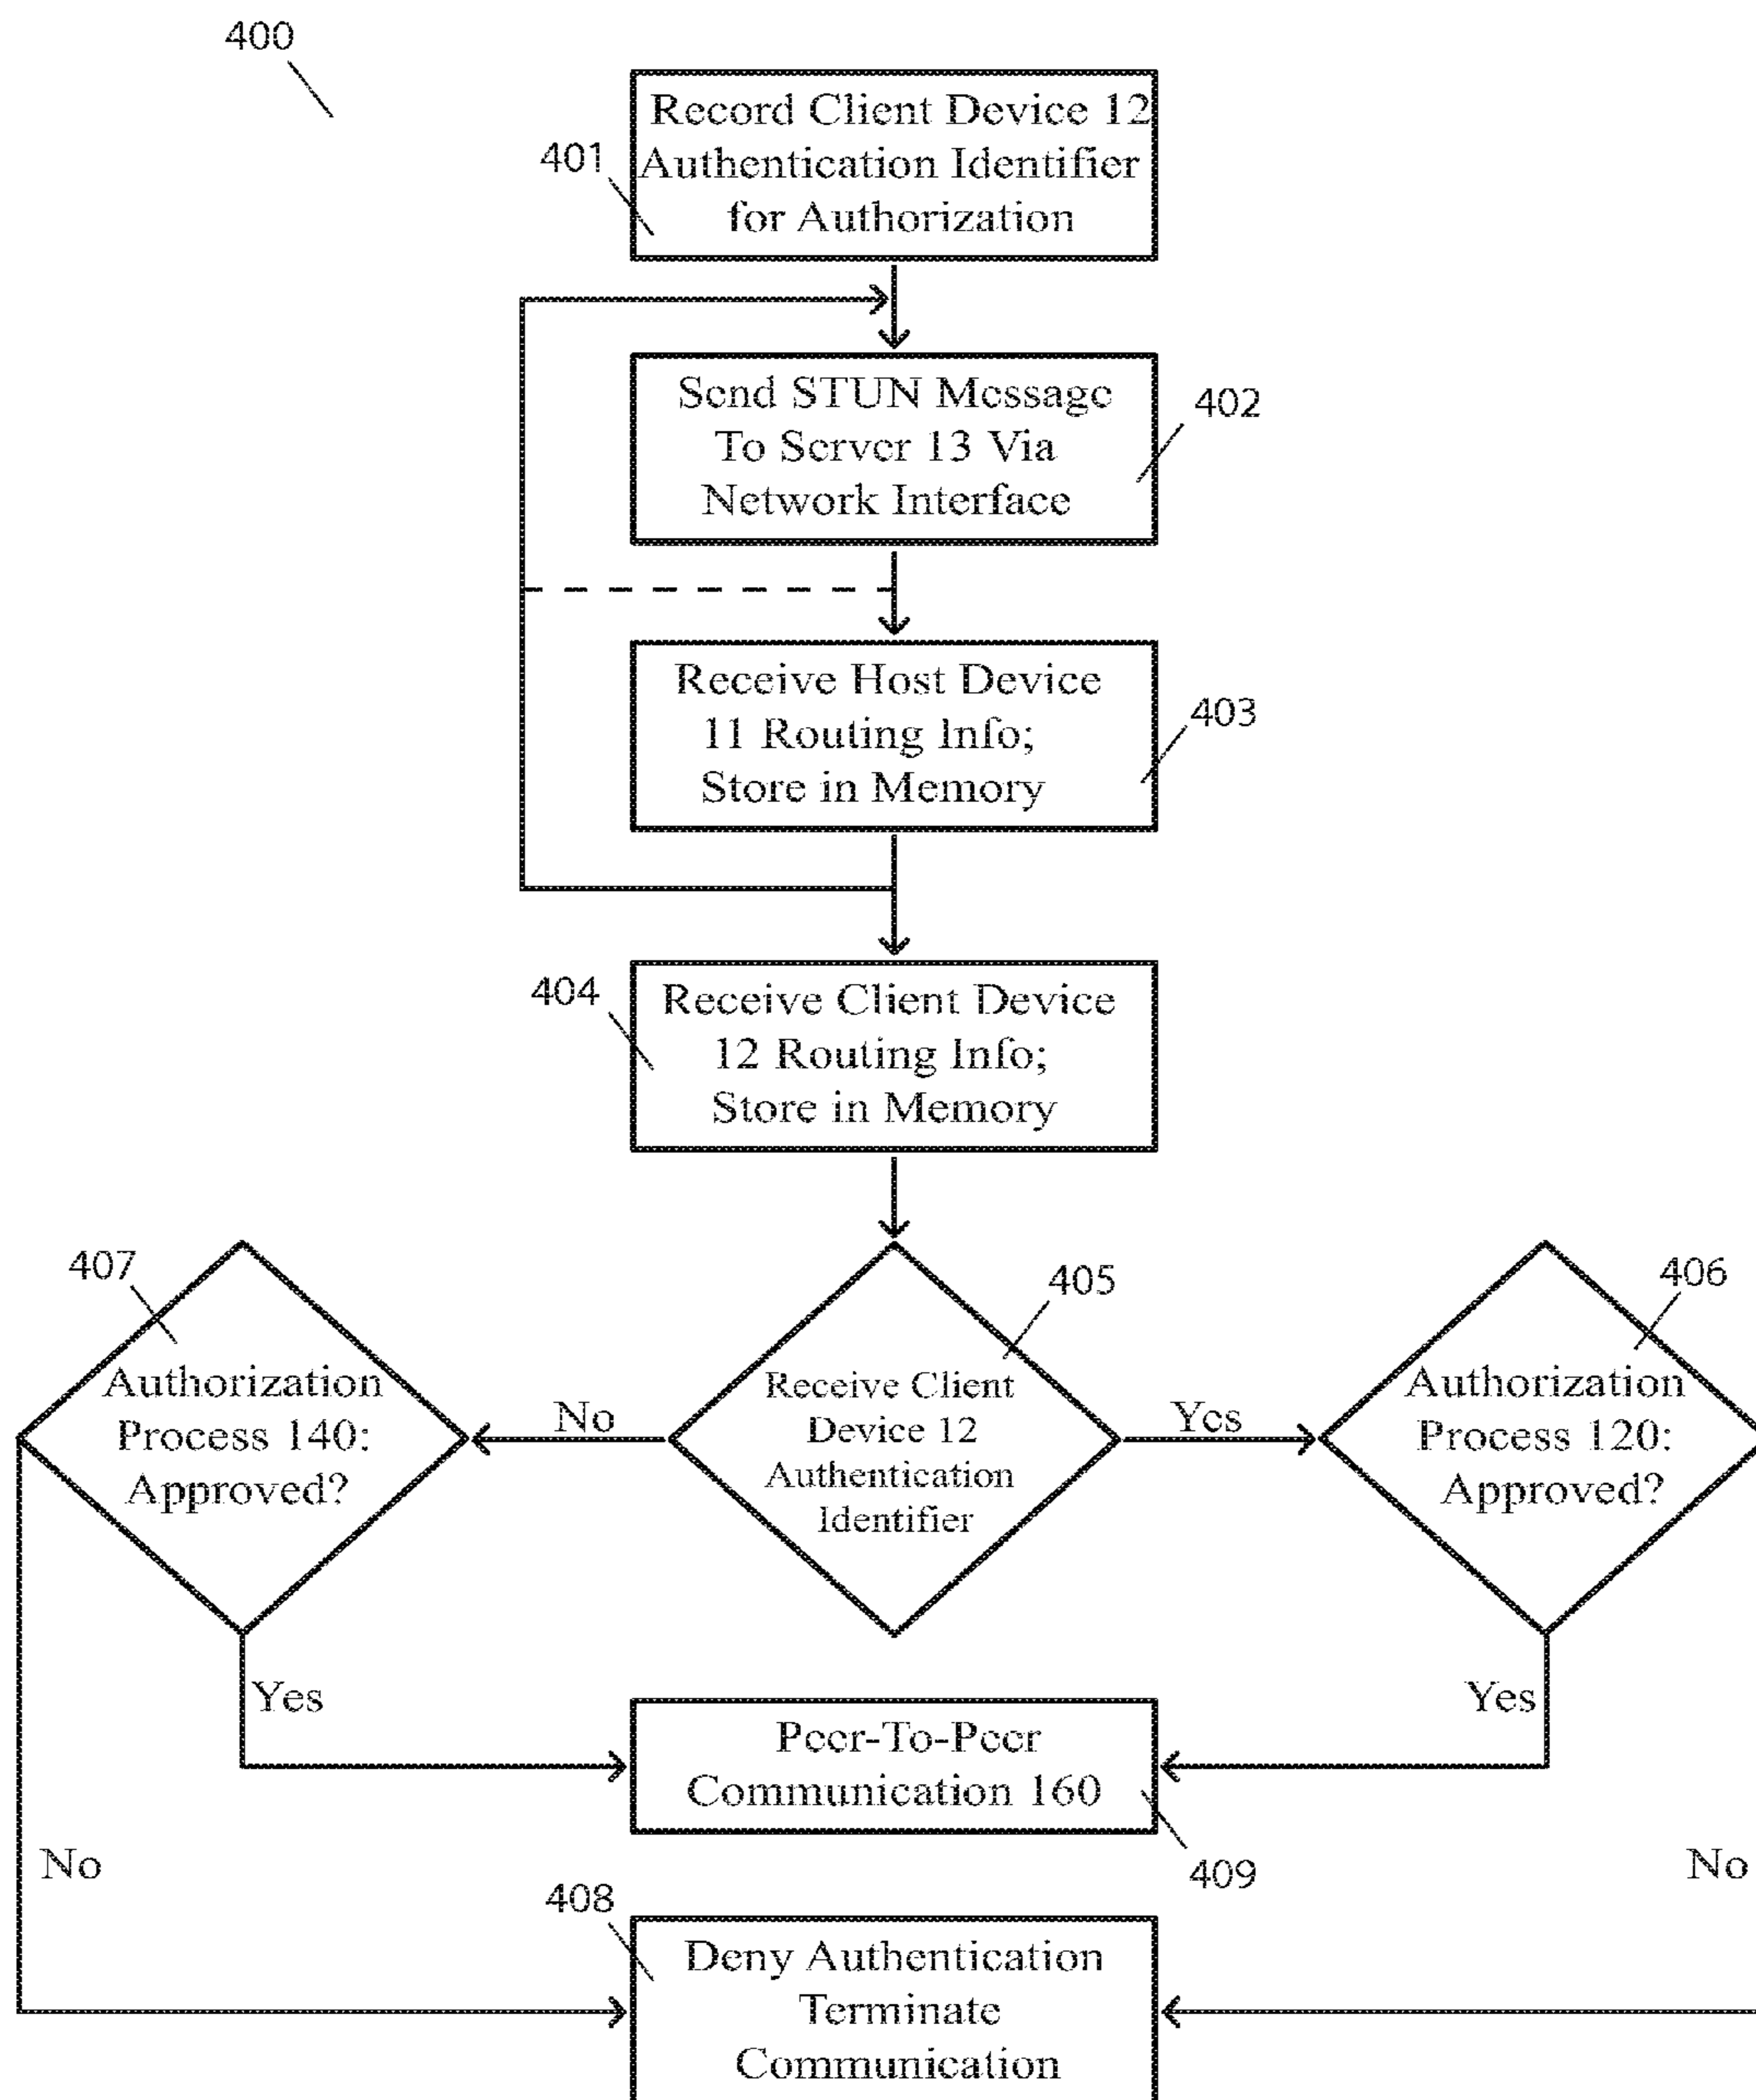 400
Record Client Device 12
401
Authentication Identifier
for Authorization
Send STUN Message
402
To Server 13 Via
Network Interface
Receive Host Device
403
11 Routing Info;
Store in Memory
404
Receive Client Device
12 Routing Info;
Store in Memory
407
405
406
Authorization
Process 140:
Approved?
No
Receive Client
Device 12
Authentication
Identifier
Yes
Authorization
Process 120:
Approved?
Yes
Yes
Peer-To-Peer
Communication 160
No
409
No
408
Deny Authentication
Terminate
Communication